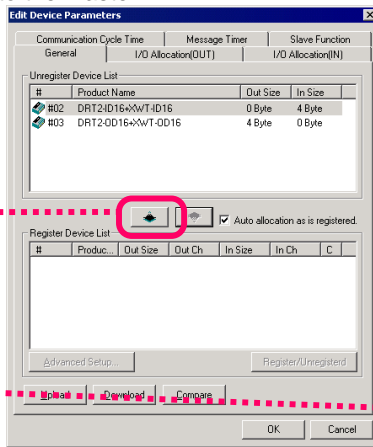 Edit Device Parameters
Communication Cycle Time Message Timer Slave Function
General I/O Allocation(OUT) I/O Allocation(IN)
Unregister Device List
# Product Name Out Size In Size
#02 DRT2-ID16+XWT-ID16 0 Byte 4 Byte
#03 DRT2-OD16+XWT-OD16 4 Byte 0 Byte
Auto allocation as is registered.
Register Device List
# Produc... Out Size Out Ch In Size In Ch C
Advanced Setup... Register/Unregisterd
Upload Download Compare
OK Cancel